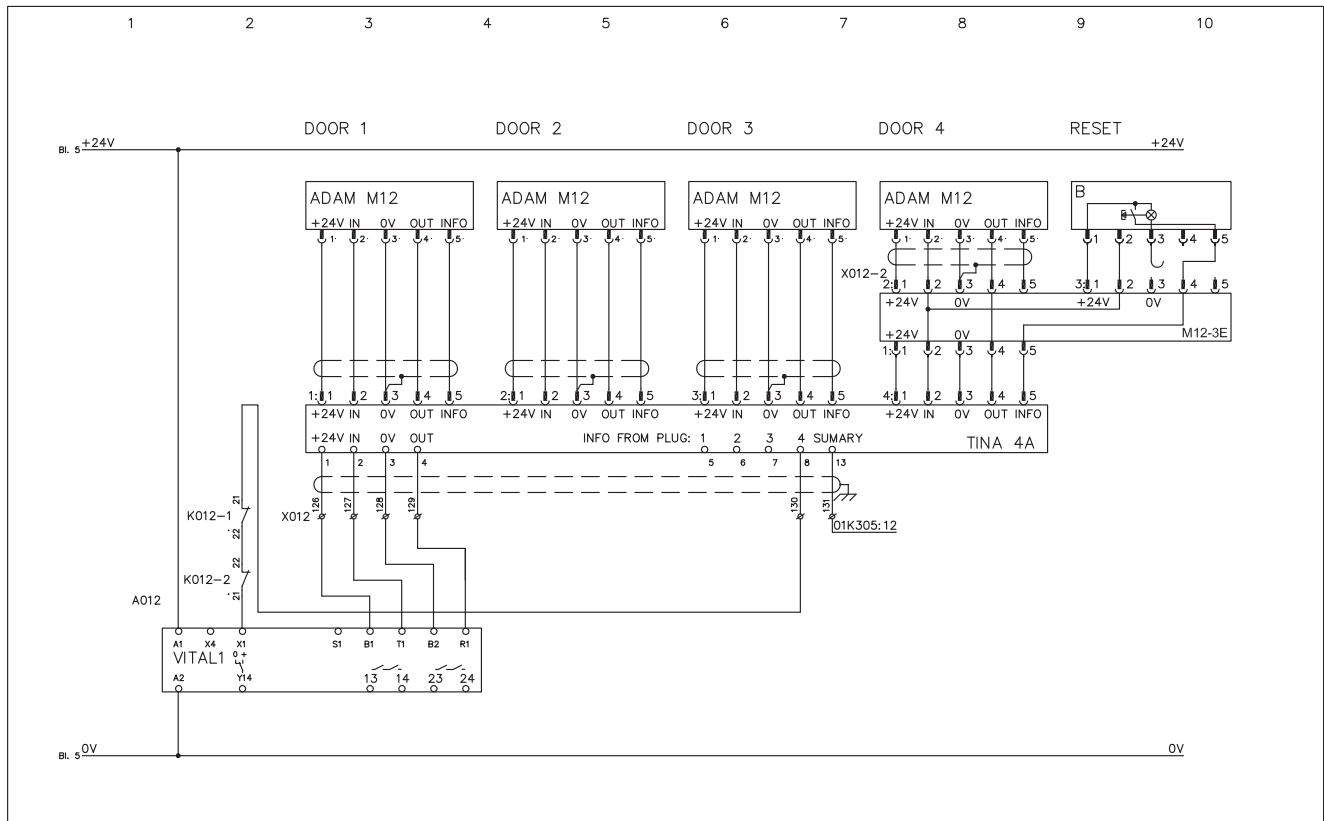 1 2 3 4 5 6 7 8 9 10
DOOR 1 DOOR 2 DOOR 3 DOOR 4 RESET
Bl. 5 +24V +24V
ADAM M12 ADAM M12 ADAM M12 ADAM M12 B
+24V IN 0V OUT INFO +24V IN 0V OUT INFO +24V IN 0V OUT INFO +24V IN 0V OUT INFO
1 2 3 4 5 1 2 3 4 5 1 2 3 4 5 1 2 3 4 5 1 2 3 4 5
X012-2
2: 1 2 3 4 5 3: 1 2 3 4 5
+24V 0V +24V 0V
M12-3E
+24V 0V
1: 1 2 3 4 5
1: 1 2 3 4 5 2: 1 2 3 4 5 3: 1 2 3 4 5 4: 1 2 3 4 5
+24V IN 0V OUT INFO +24V IN 0V OUT INFO +24V IN 0V OUT INFO +24V IN 0V OUT INFO
+24V IN 0V OUT INFO FROM PLUG: 1 2 3 4 SUMARY TINA 4A
1 2 3 4 5 6 7 8 13
126 127 128 129 130 131
X012
01K305:12
21
K012-1
22
22
K012-2
21
A012
A1 X4 X1 S1 B1 T1 B2 R1
VITAL1 0 +
A2 Y14 13 14 23 24
Bl. 5 0V 0V